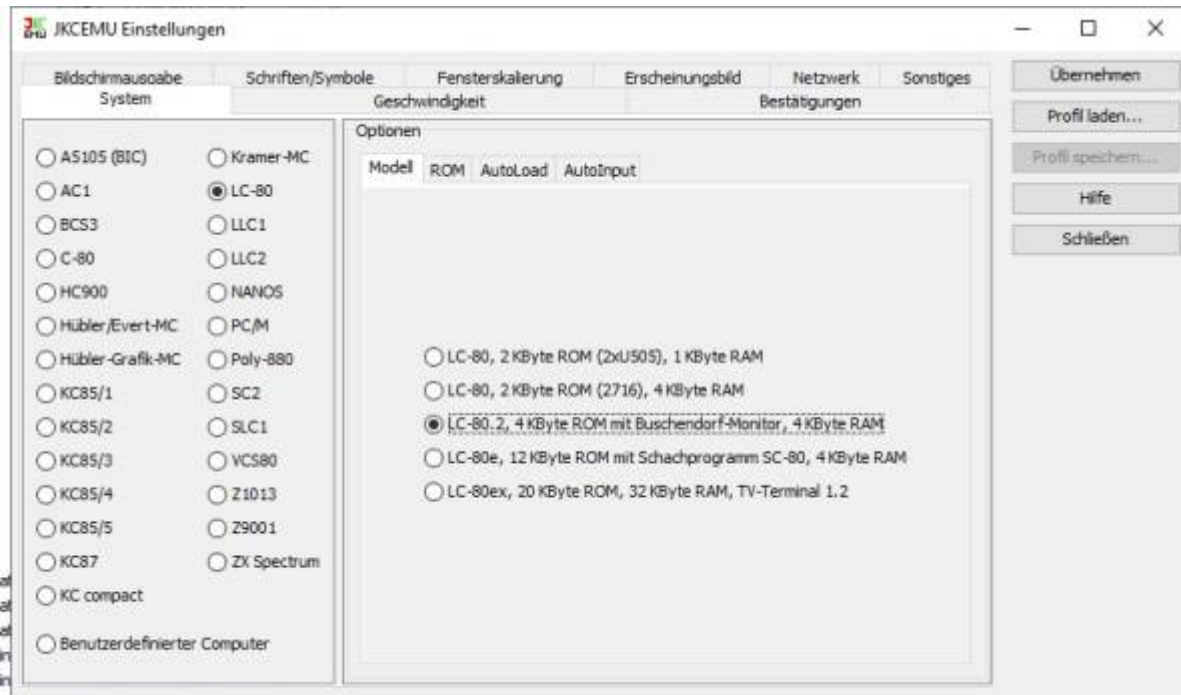 JKCEMU Einstellungen
Bildschirmausgabe Schriften/Symbole Fensterskalierung Erscheinungsbild Netzwerk Sonstiges
System Geschwindigkeit Bestätigungen
Übernehmen
Profil laden...
Profil speichern...
Hilfe
Schließen
A5105 (BIC) Kramer-MC
AC1 LC-80
BCS3 LLC1
C-80 LLC2
HC900 NANOS
Hübler/Evert-MC PC/M
Hübler-Grafik-MC Poly-880
KC85/1 SC2
KC85/2 SLC1
KC85/3 VCS80
KC85/4 Z1013
KC85/5 Z9001
KC87 ZX Spectrum
KC compact
Benutzerdefinierter Computer
Optionen
Modell ROM AutoLoad AutoInput
LC-80, 2 KByte ROM (2xU505), 1 KByte RAM
LC-80, 2 KByte ROM (2716), 4 KByte RAM
LC-80.2, 4 KByte ROM mit Buschendorf-Monitor, 4 KByte RAM
LC-80e, 12 KByte ROM mit Schachprogramm SC-80, 4 KByte RAM
LC-80ex, 20 KByte ROM, 32 KByte RAM, TV-Terminal 1.2